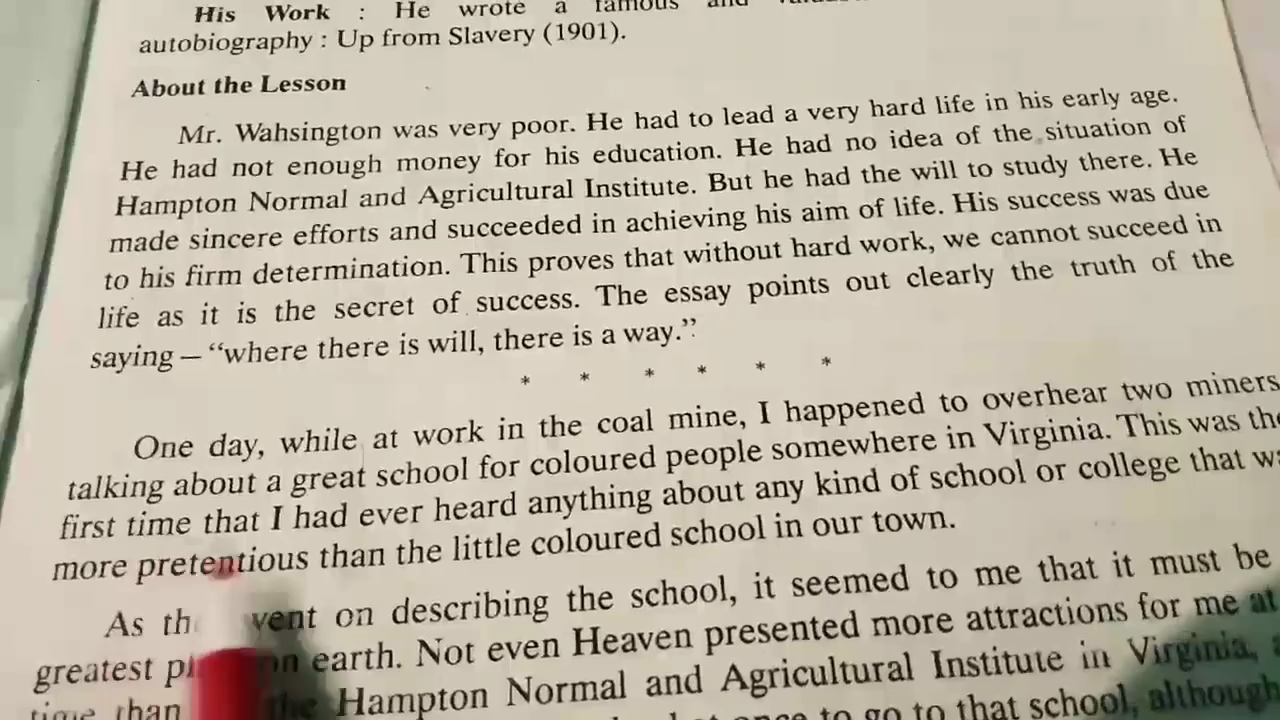 His Work : He wrote a famous and
autobiography : Up from Slavery (1901).
About the Lesson
Mr. Wahsington was very poor. He had to lead a very hard life in his early age.
He had not enough money for his education. He had no idea of the situation of
Hampton Normal and Agricultural Institute. But he had the will to study there. He
made sincere efforts and succeeded in achieving his aim of life. His success was due
to his firm determination. This proves that without hard work, we cannot succeed in
life as it is the secret of success. The essay points out clearly the truth of the
saying – “where there is will, there is a way.”
* * * * * *
One day, while at work in the coal mine, I happened to overhear two miners
talking about a great school for coloured people somewhere in Virginia. This was the
first time that I had ever heard anything about any kind of school or college that
more pretentious than the little coloured school in our town.
As went on describing the school, it seemed to me that it must be
greatest on earth. Not even Heaven presented more attractions for me at
time than the Hampton Normal and Agricultural Institute in Virginia,
once to go to that school, although